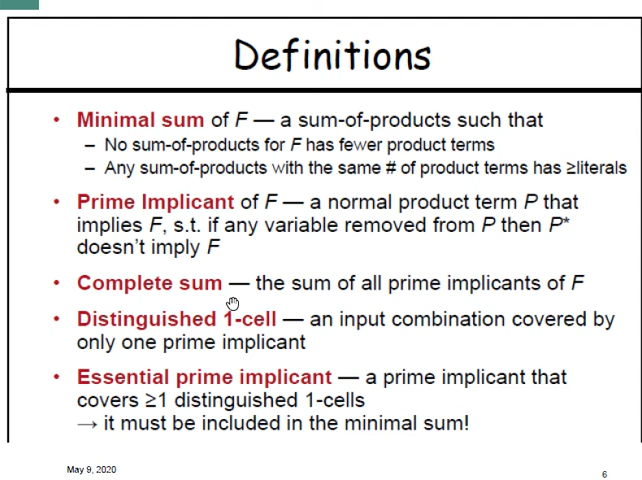 Definitions
• Minimal sum of F — a sum-of-products such that
– No sum-of-products for F has fewer product terms
– Any sum-of-products with the same # of product terms has ≥literals
• Prime Implicant of F — a normal product term P that
implies F, s.t. if any variable removed from P then P*
doesn't imply F
• Complete sum — the sum of all prime implicants of F
• Distinguished 1-cell — an input combination covered by
only one prime implicant
• Essential prime implicant — a prime implicant that
covers ≥1 distinguished 1-cells
→ it must be included in the minimal sum!
May 9, 2020
6